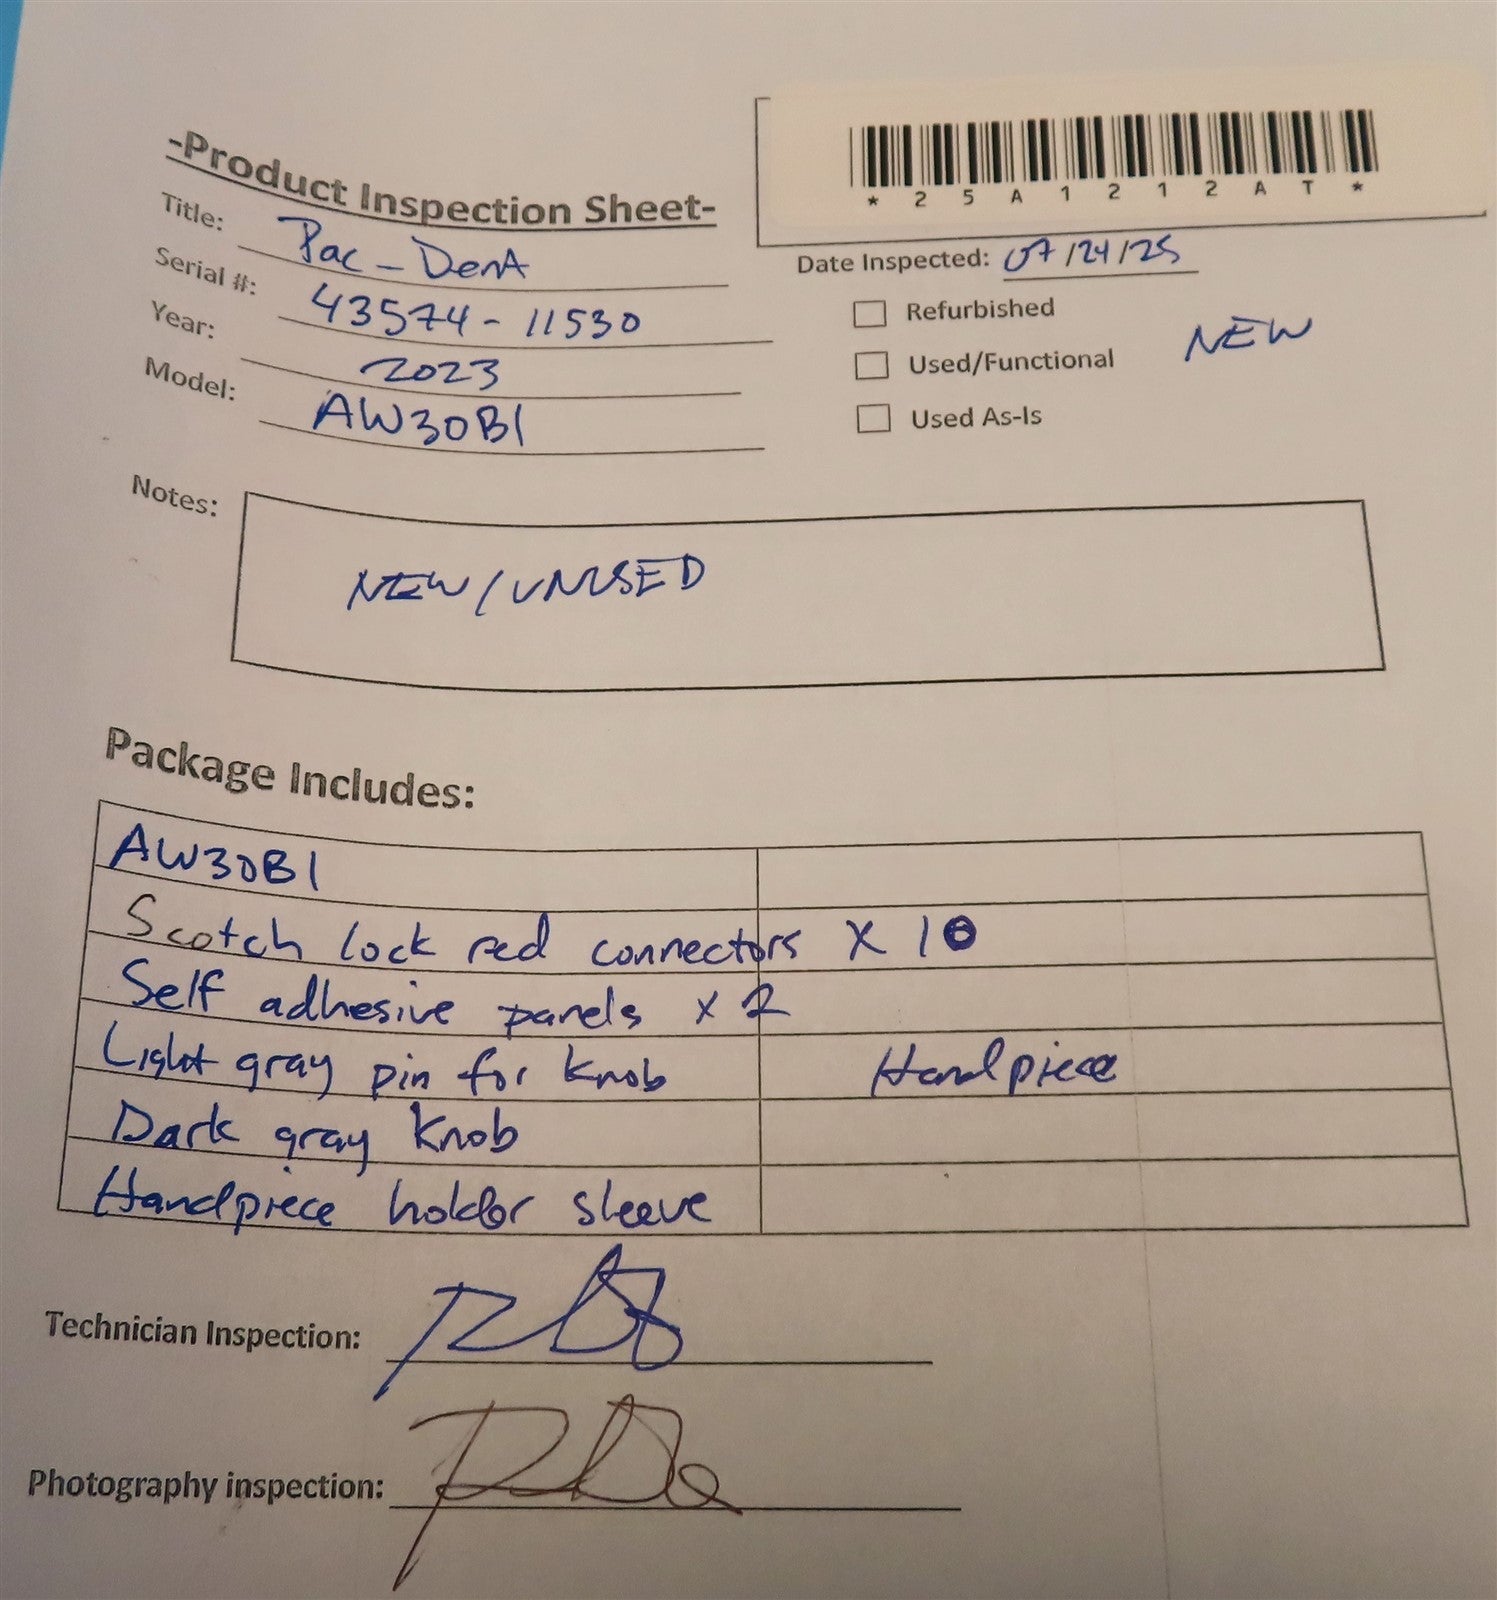 -Product Inspection Sheet-
*25A1212AT*
Title: Pac-Dent
Date Inspected: 07/24/25
Serial #: 43574-11530
Refurbished
Year: 2023
Used/Functional
NEW
Model: AW30B1
Used As-Is
Notes:
NEW/UNUSED
Package Includes:
AW30B1
Scotch lock red connectors X 10
Self adhesive panels x 2
Light gray pin for knob
Handpiece
Dark gray knob
Handpiece holder sleeve
Technician Inspection:
Photography inspection: